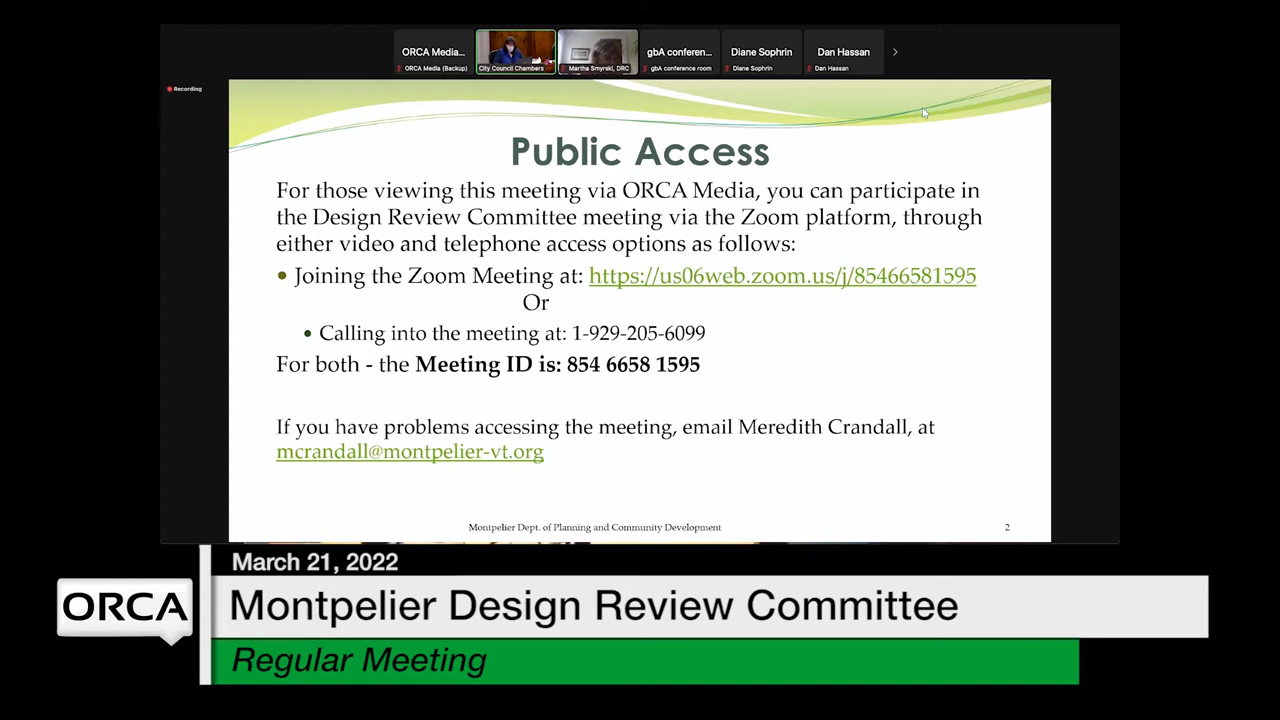 ORCA Media...
gbA conferen...
Diane Sophrin
Dan Hassan
ORCA Media (Backup)
City Council Chambers
Martha Smyrski, DRC
gbA conference room
Diane Sophrin
Dan Hassan
Recording
Public Access
For those viewing this meeting via ORCA Media, you can participate in
the Design Review Committee meeting via the Zoom platform, through
either video and telephone access options as follows:
• Joining the Zoom Meeting at: https://us06web.zoom.us/j/85466581595
Or
• Calling into the meeting at: 1-929-205-6099
For both - the Meeting ID is: 854 6658 1595
If you have problems accessing the meeting, email Meredith Crandall, at
mcrandall@montpelier-vt.org
Montpelier Dept. of Planning and Community Development
2
March 21, 2022
ORCA
Montpelier Design Review Committee
Regular Meeting